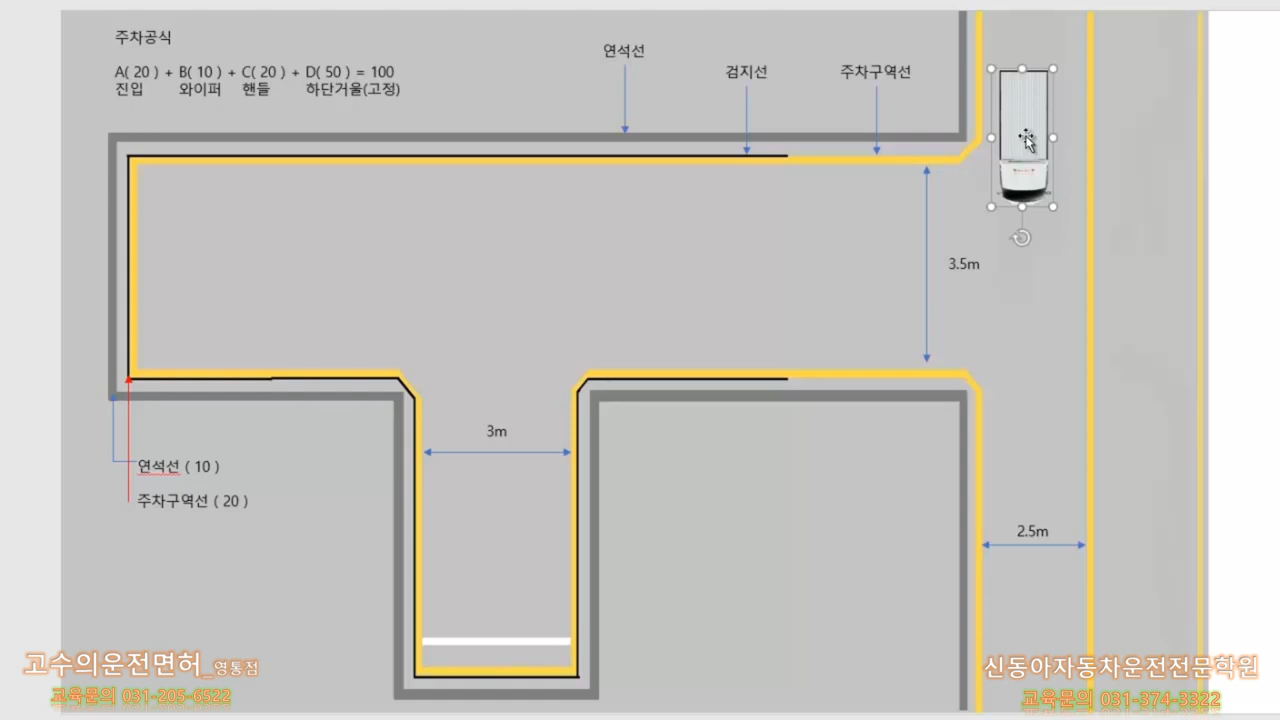 주차공식
A( 20 ) + B( 10 ) + C( 20 ) + D( 50 ) = 100
진입 와이퍼 핸들 하단거울(고정)
연석선
검지선
주차구역선
3.5m
3m
연석선 ( 10 )
주차구역선 ( 20 )
2.5m
고수의운전면허_영통점
교육문의 031-205-6522
신동아자동차운전전문학원
교육문의 031-374-3322